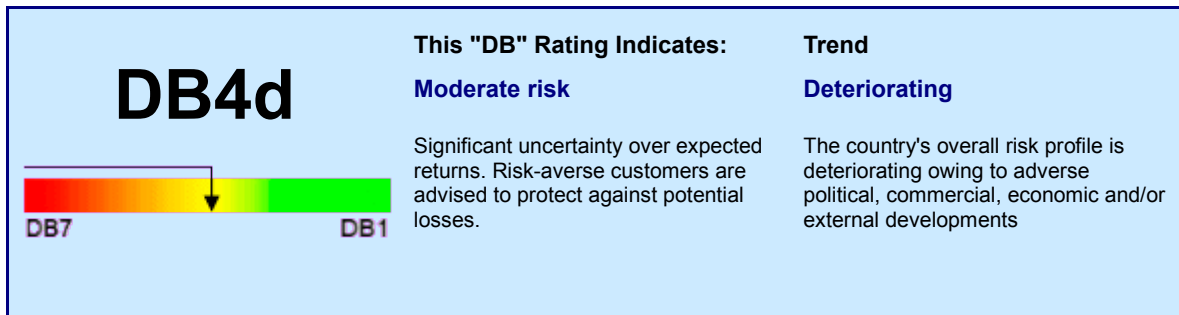 DB4d
DB7
DB1
This "DB" Rating Indicates:
Moderate risk
Significant uncertainty over expected
returns. Risk-averse customers are
advised to protect against potential
losses.
Trend
Deteriorating
The country's overall risk profile is
deteriorating owing to adverse
political, commercial, economic and/or
external developments